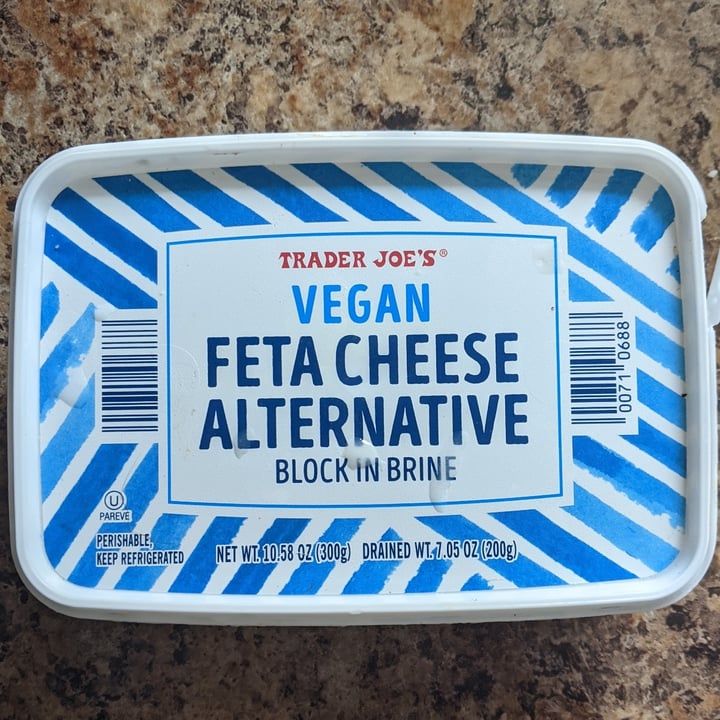 TRADER JOE'S®
VEGAN
FETA CHEESE
ALTERNATIVE
BLOCK IN BRINE
0071 0688
U
PAREVE
PERISHABLE,
KEEP REFRIGERATED
NET WT. 10.58 OZ (300g) DRAINED WT. 7.05 OZ (200g)